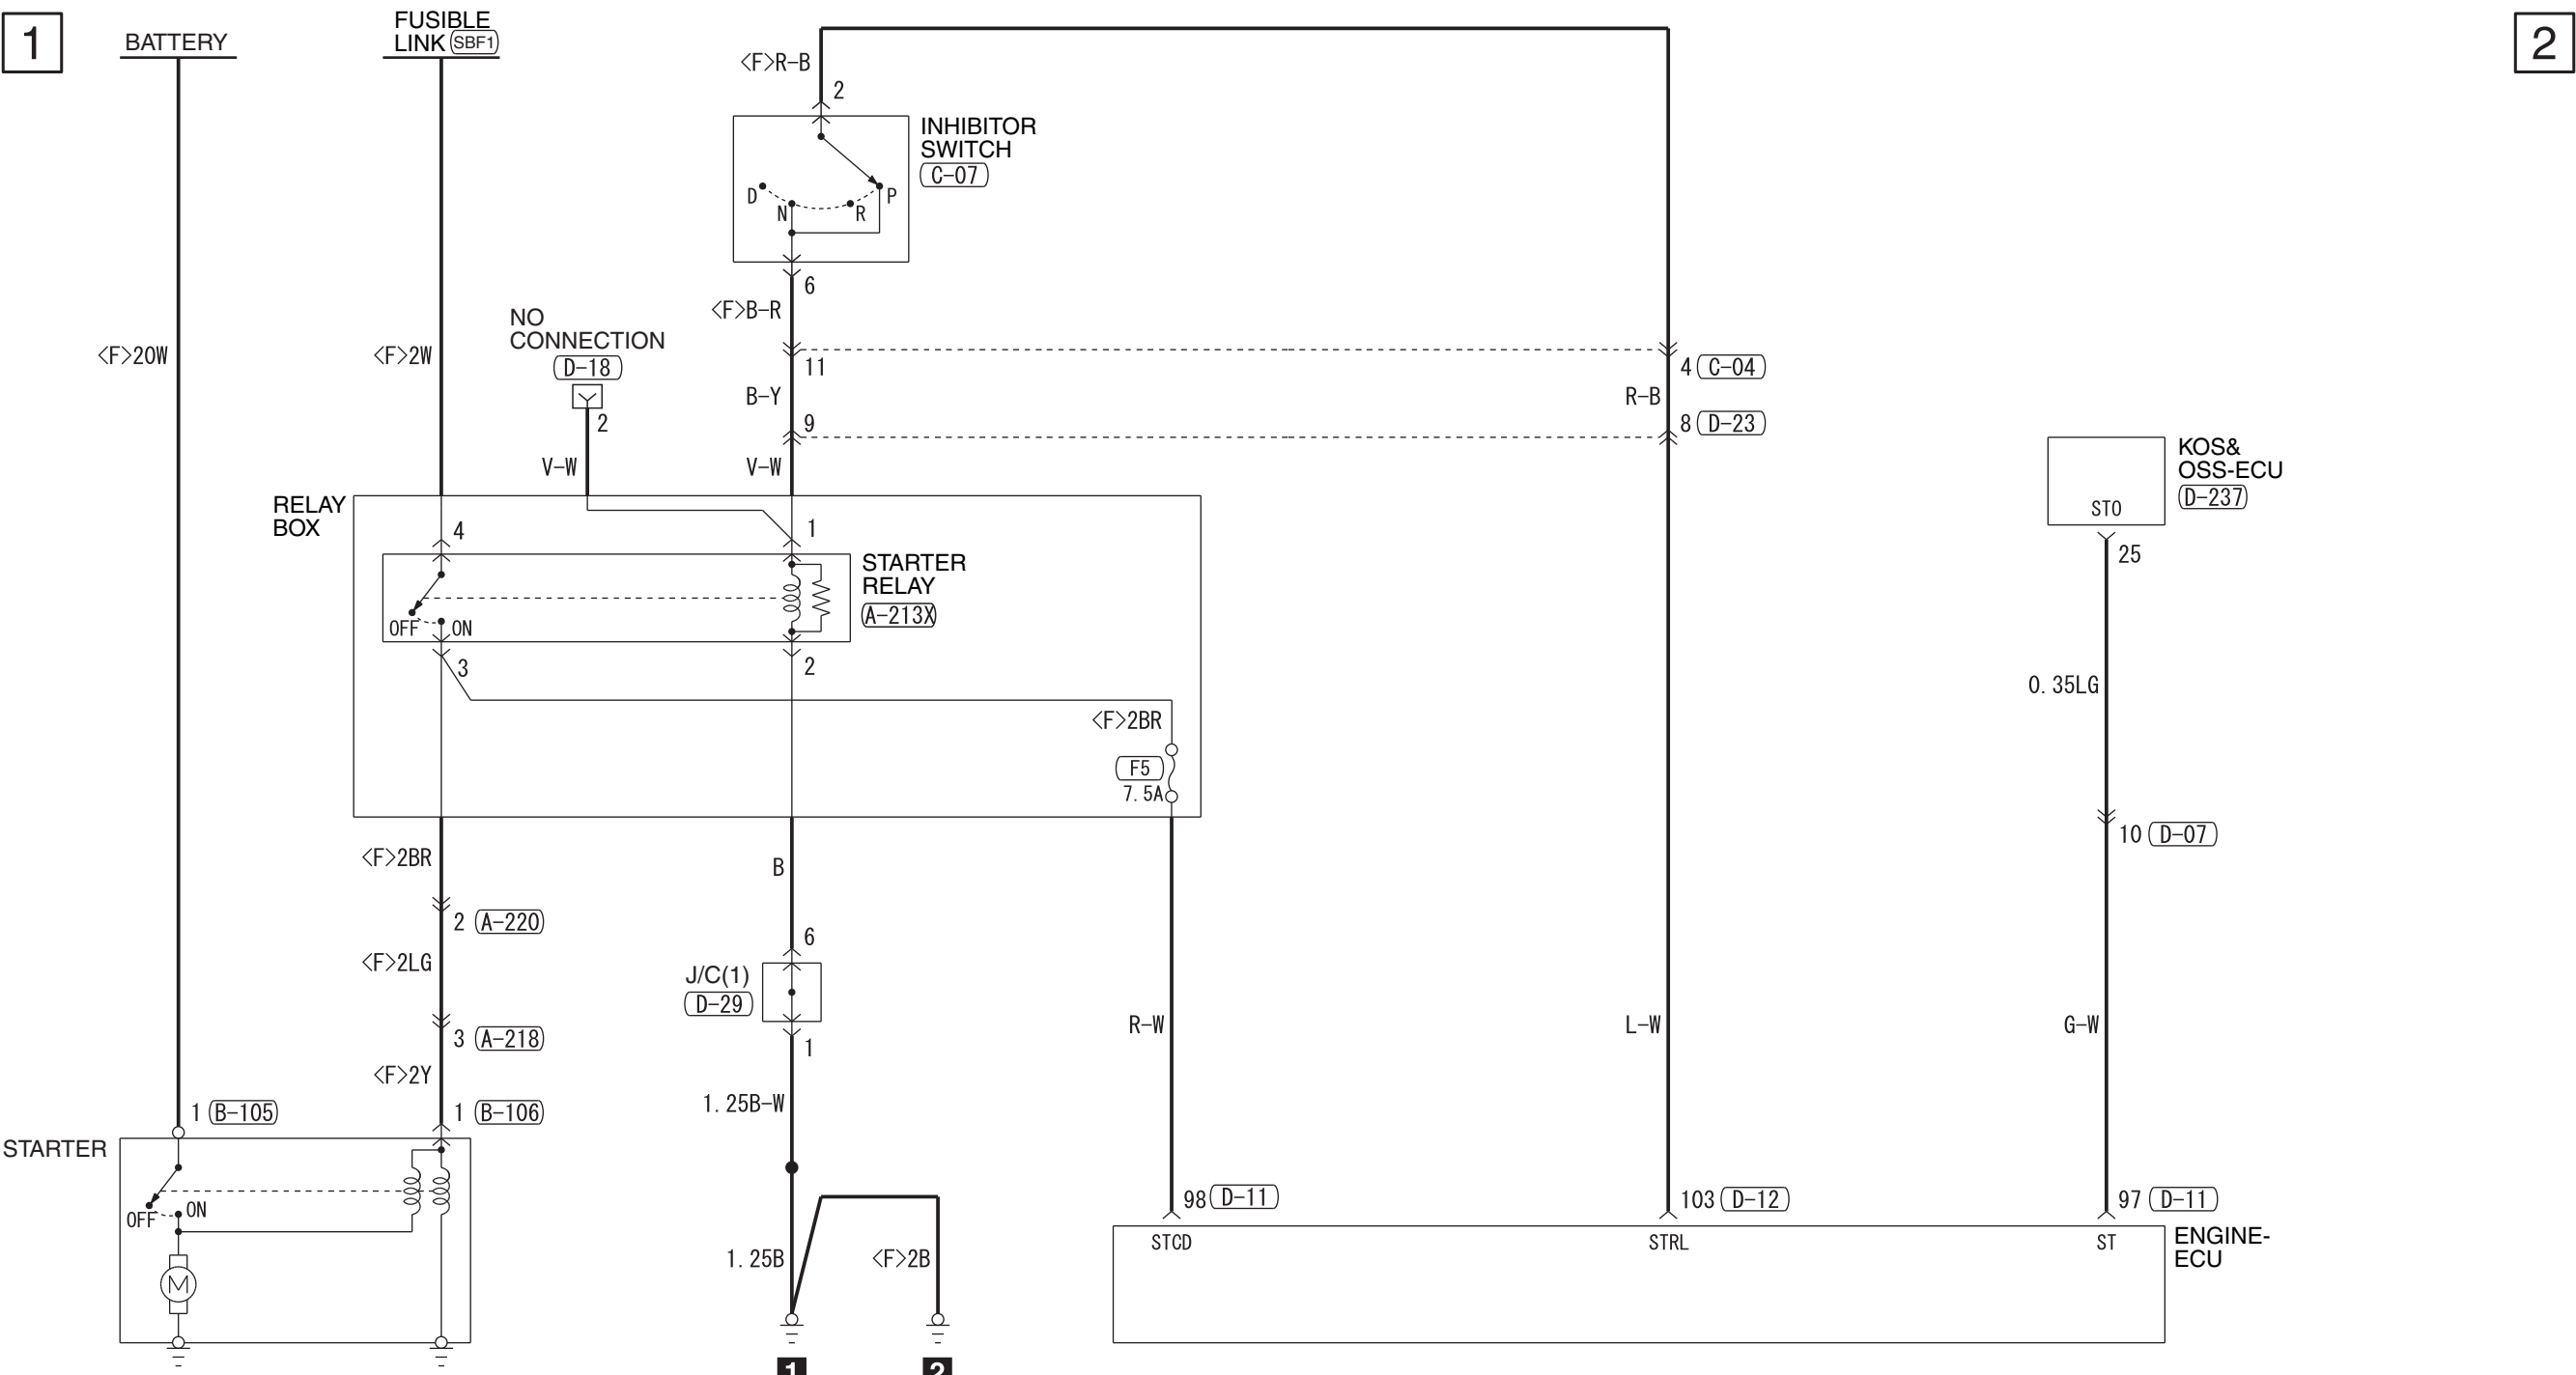 1
2
BATTERY
FUSIBLE
LINK SBF1
<F>R-B
2
INHIBITOR
SWITCH
C-07
D
N
R
P
6
<F>B-R
NO
CONNECTION
D-18
2
<F>20W
<F>2W
11
4 C-04
B-Y
R-B
9
8 D-23
V-W
V-W
KOS&
OSS-ECU
D-237
STO
25
RELAY
BOX
4
1
STARTER
RELAY
A-213X
OFF
ON
3
2
0.35LG
<F>2BR
F5
7.5A
10 D-07
<F>2BR
B
2 A-220
6
<F>2LG
J/C(1)
D-29
3 A-218
1
R-W
L-W
G-W
<F>2Y
1.25B-W
1 B-105
1 B-106
STARTER
OFF
ON
M
98 D-11
103 D-12
97 D-11
STCD
STRL
ST
ENGINE-
ECU
1.25B
<F>2B
1
2